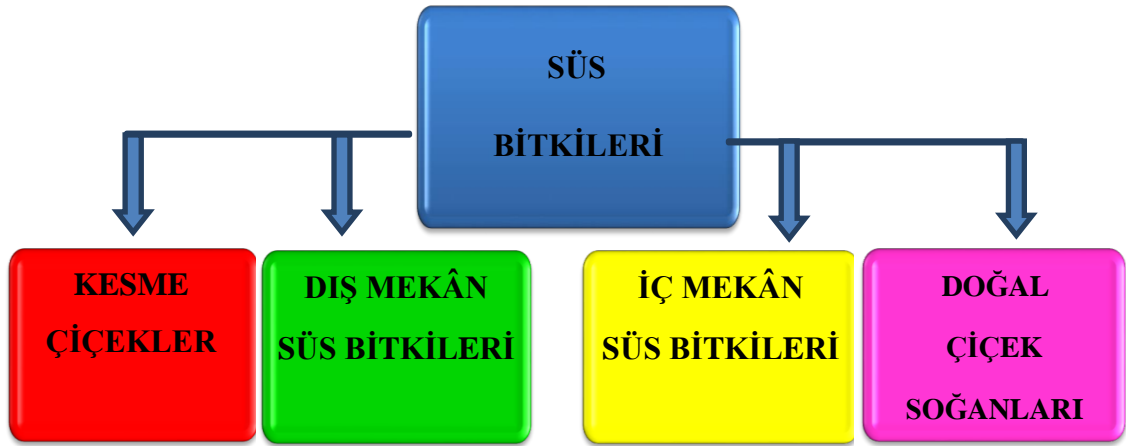 SÜS
BİTKİLERİ
KESME
ÇİÇEKLER
DIŞ MEKÂN
SÜS BİTKİLERİ
İÇ MEKÂN
SÜS BİTKİLERİ
DOĞAL
ÇİÇEK
SOĞANLARI